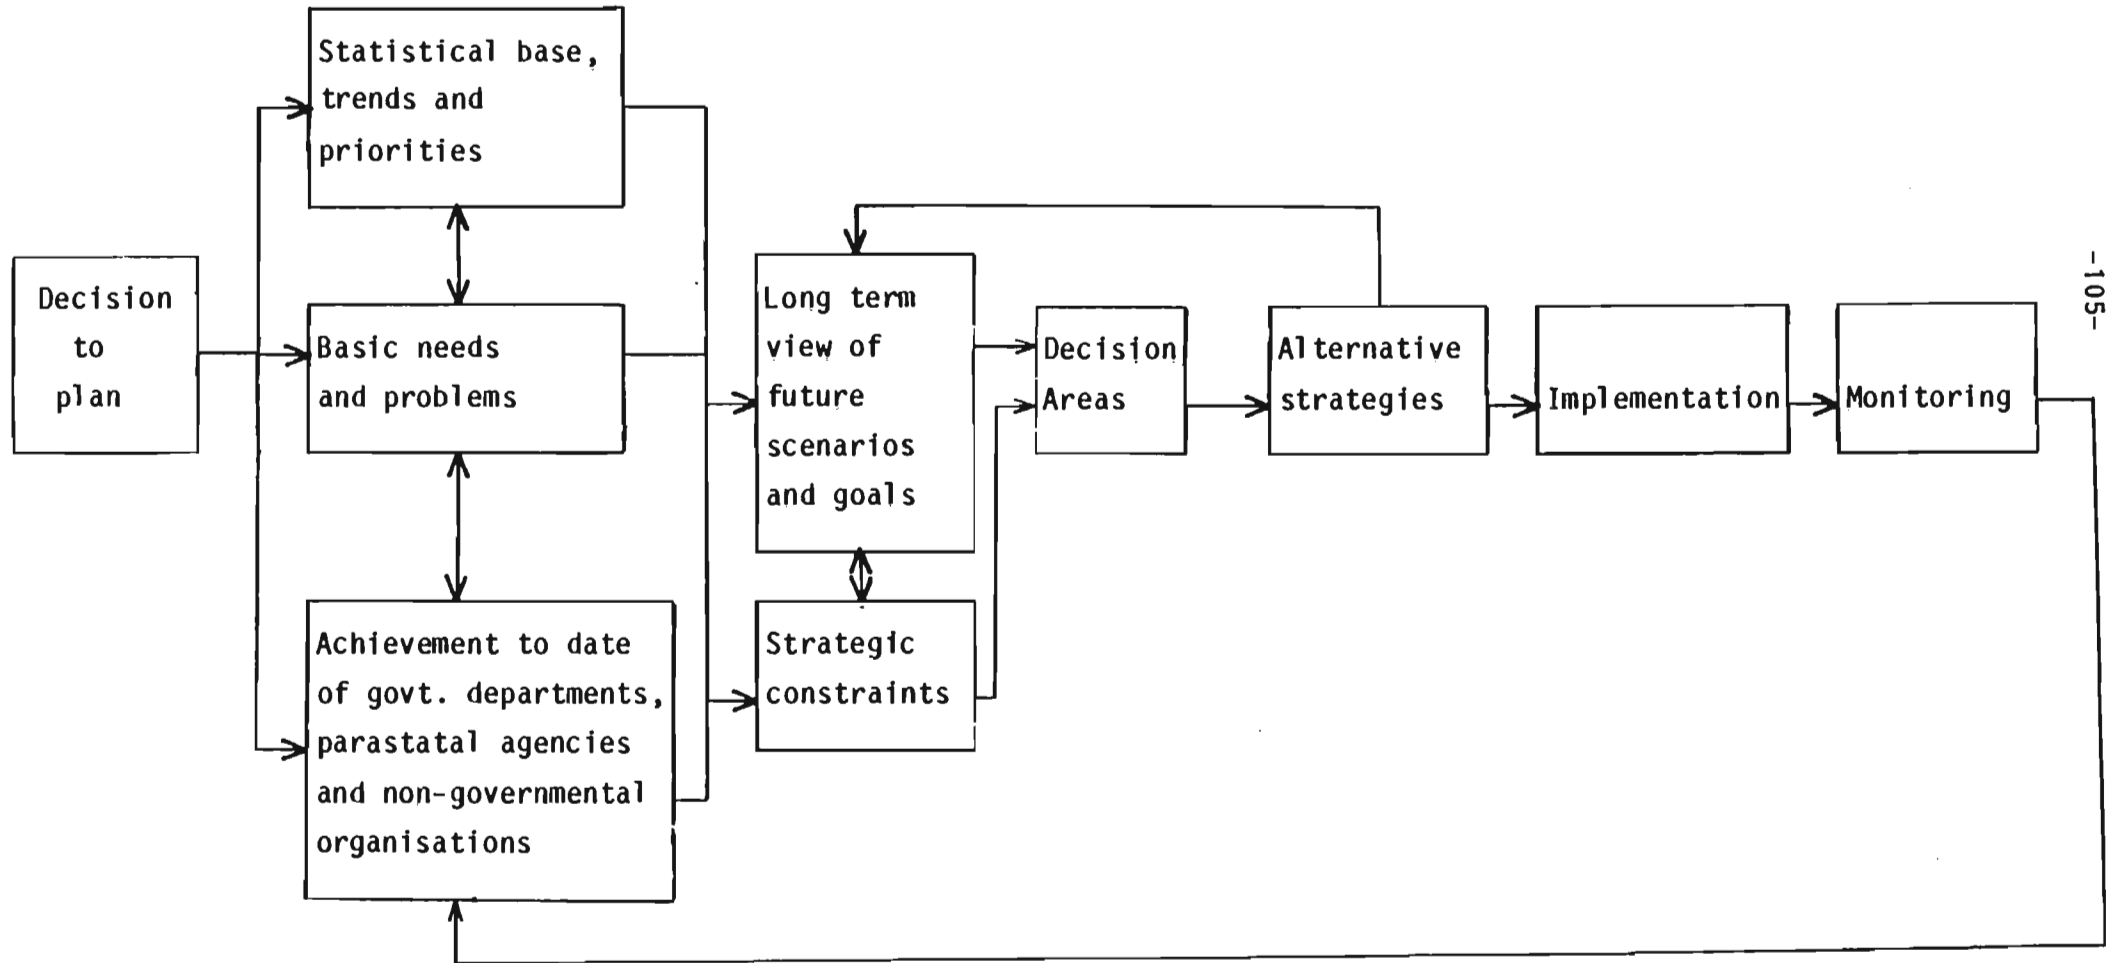 Decision
to
plan
Statistical base,
trends and
priorities
Basic needs
and problems
Achievement to date
of govt. departments,
parastatal agencies
and non-governmental
organisations
Long term
view of
future
scenarios
and goals
Strategic
constraints
Decision
Areas
Alternative
strategies
Implementation
Monitoring
-105-